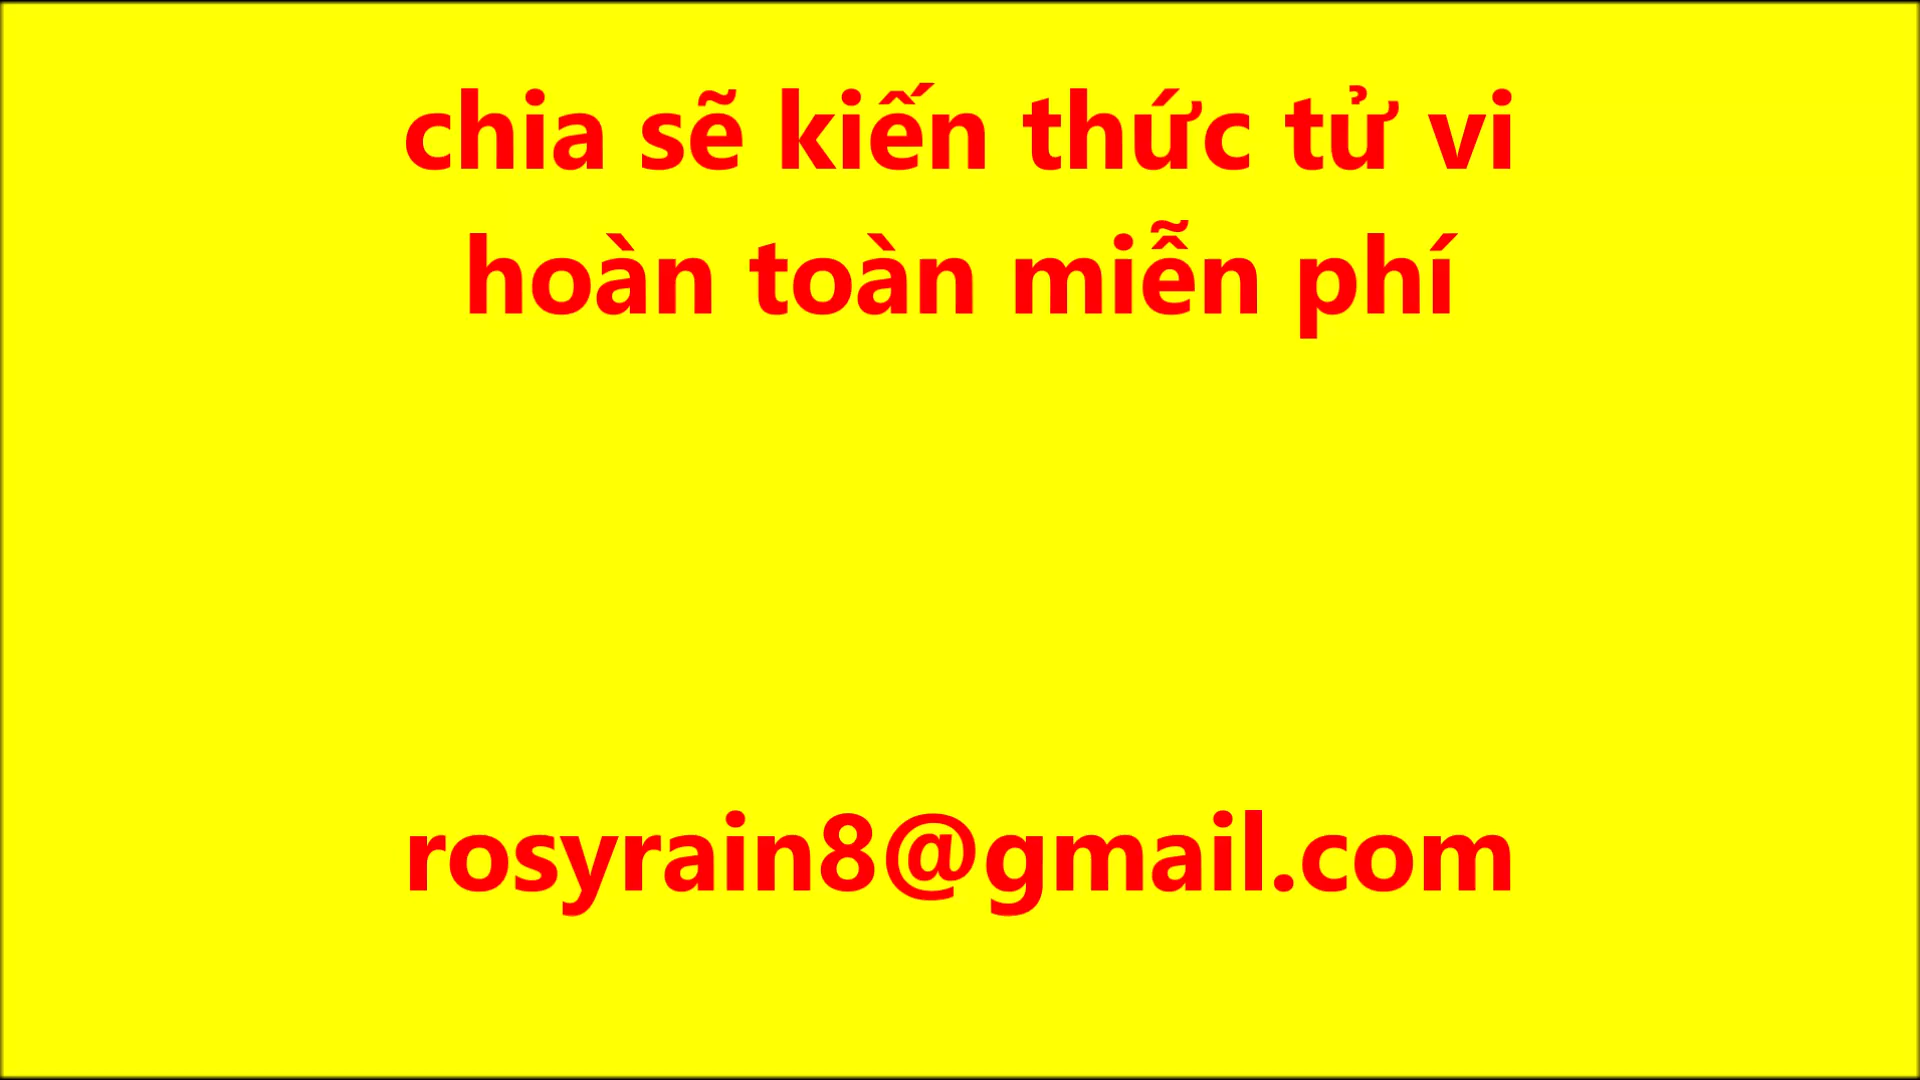 chia sẽ kiến thức tử vi
hoàn toàn miễn phí
rosyrain8@gmail.com